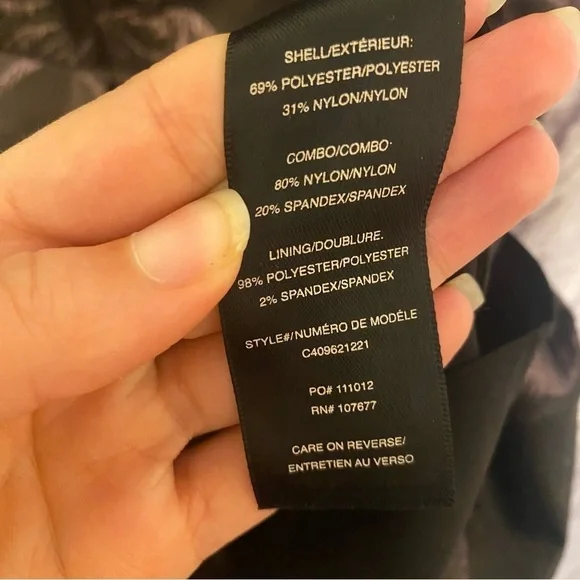 SHELL/EXTÉRIEUR:
69% POLYESTER/POLYESTER
31% NYLON/NYLON
COMBO/COMBO:
80% NYLON/NYLON
20% SPANDEX/SPANDEX
LINING/DOUBLURE.
98% POLYESTER/POLYESTER
2% SPANDEX/SPANDEX
STYLE#/NUMÉRO DE MODÈLE
C409621221
PO# 111012
RN# 107677
CARE ON REVERSE/
ENTRETIEN AU VERSO